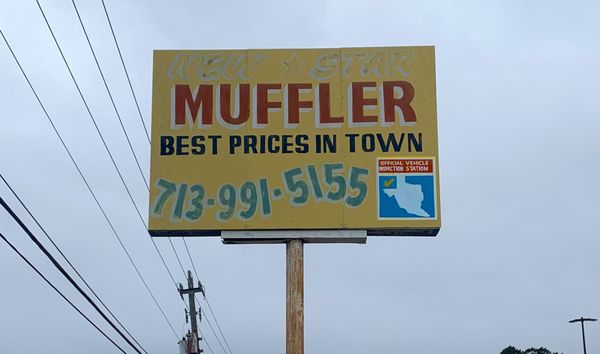 NEW STAR
MUFFLER
BEST PRICES IN TOWN
713-991-5155
OFFICIAL VEHICLE
INSPECTION STATION